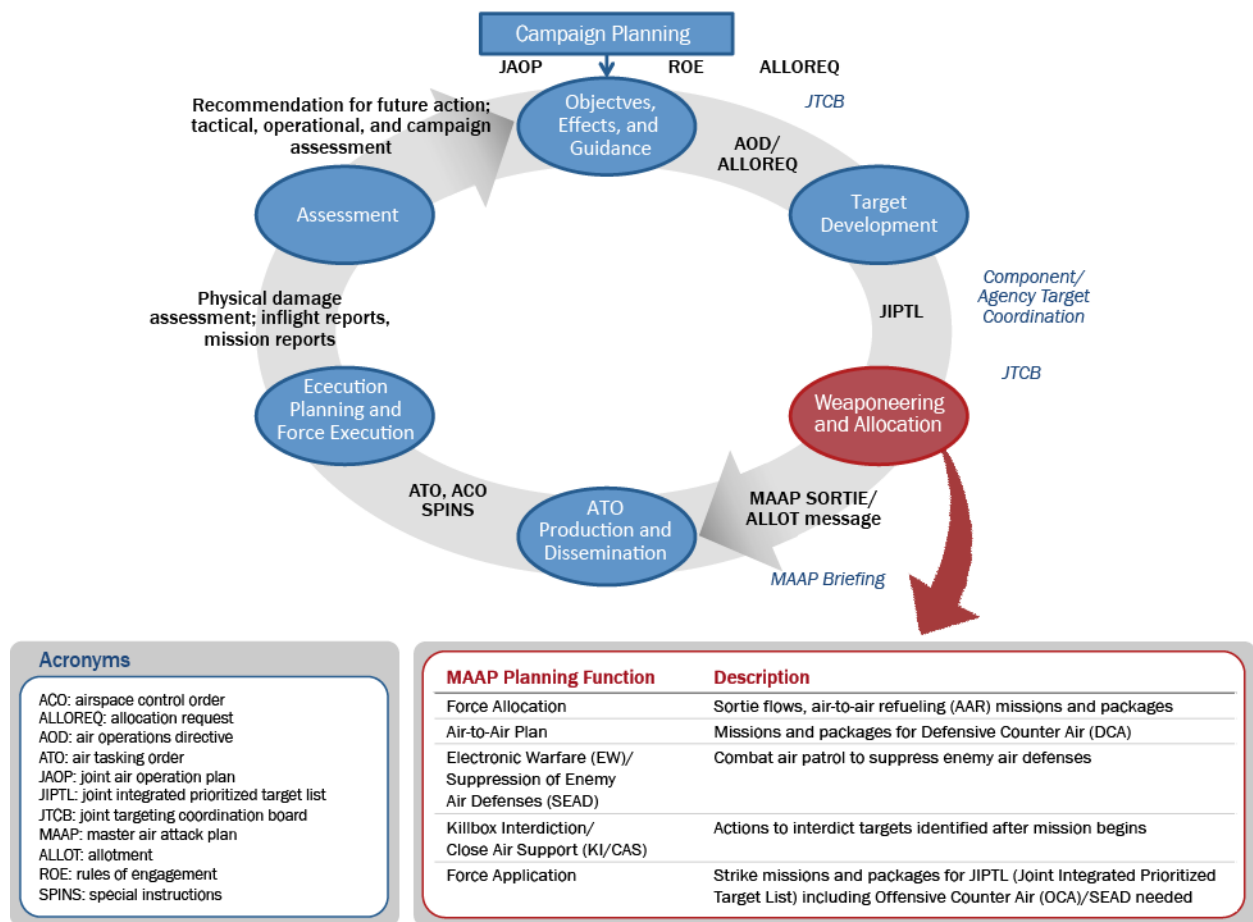 Campaign Planning
JAOP
ROE
ALLOREQ
JTCB
Objectves,
Effects, and
Guidance
AOD/
ALLOREQ
Target
Development
Component/
Agency Target
Coordination
JIPTL
JTCB
Weaponeering
and Allocation
MAAP SORTIE/
ALLOT message
MAAP Briefing
ATO
Production and
Dissemination
ATO, ACO
SPINS
Ececution
Planning and
Force Execution
Physical damage
assessment; inflight reports,
mission reports
Assessment
Recommendation for future action;
tactical, operational, and campaign
assessment
Acronyms
ACO: airspace control order
ALLOREQ: allocation request
AOD: air operations directive
ATO: air tasking order
JAOP: joint air operation plan
JIPTL: joint integrated prioritized target list
JTCB: joint targeting coordination board
MAAP: master air attack plan
ALLOT: allotment
ROE: rules of engagement
SPINS: special instructions
MAAP Planning Function Description
Force Allocation Sortie flows, air-to-air refueling (AAR) missions and packages
Air-to-Air Plan Missions and packages for Defensive Counter Air (DCA)
Electronic Warfare (EW)/ Combat air patrol to suppress enemy air defenses
Suppression of Enemy
Air Defenses (SEAD)
Killbox Interdiction/ Actions to interdict targets identified after mission begins
Close Air Support (KI/CAS)
Force Application Strike missions and packages for JIPTL (Joint Integrated Prioritized
Target List) including Offensive Counter Air (OCA)/SEAD needed